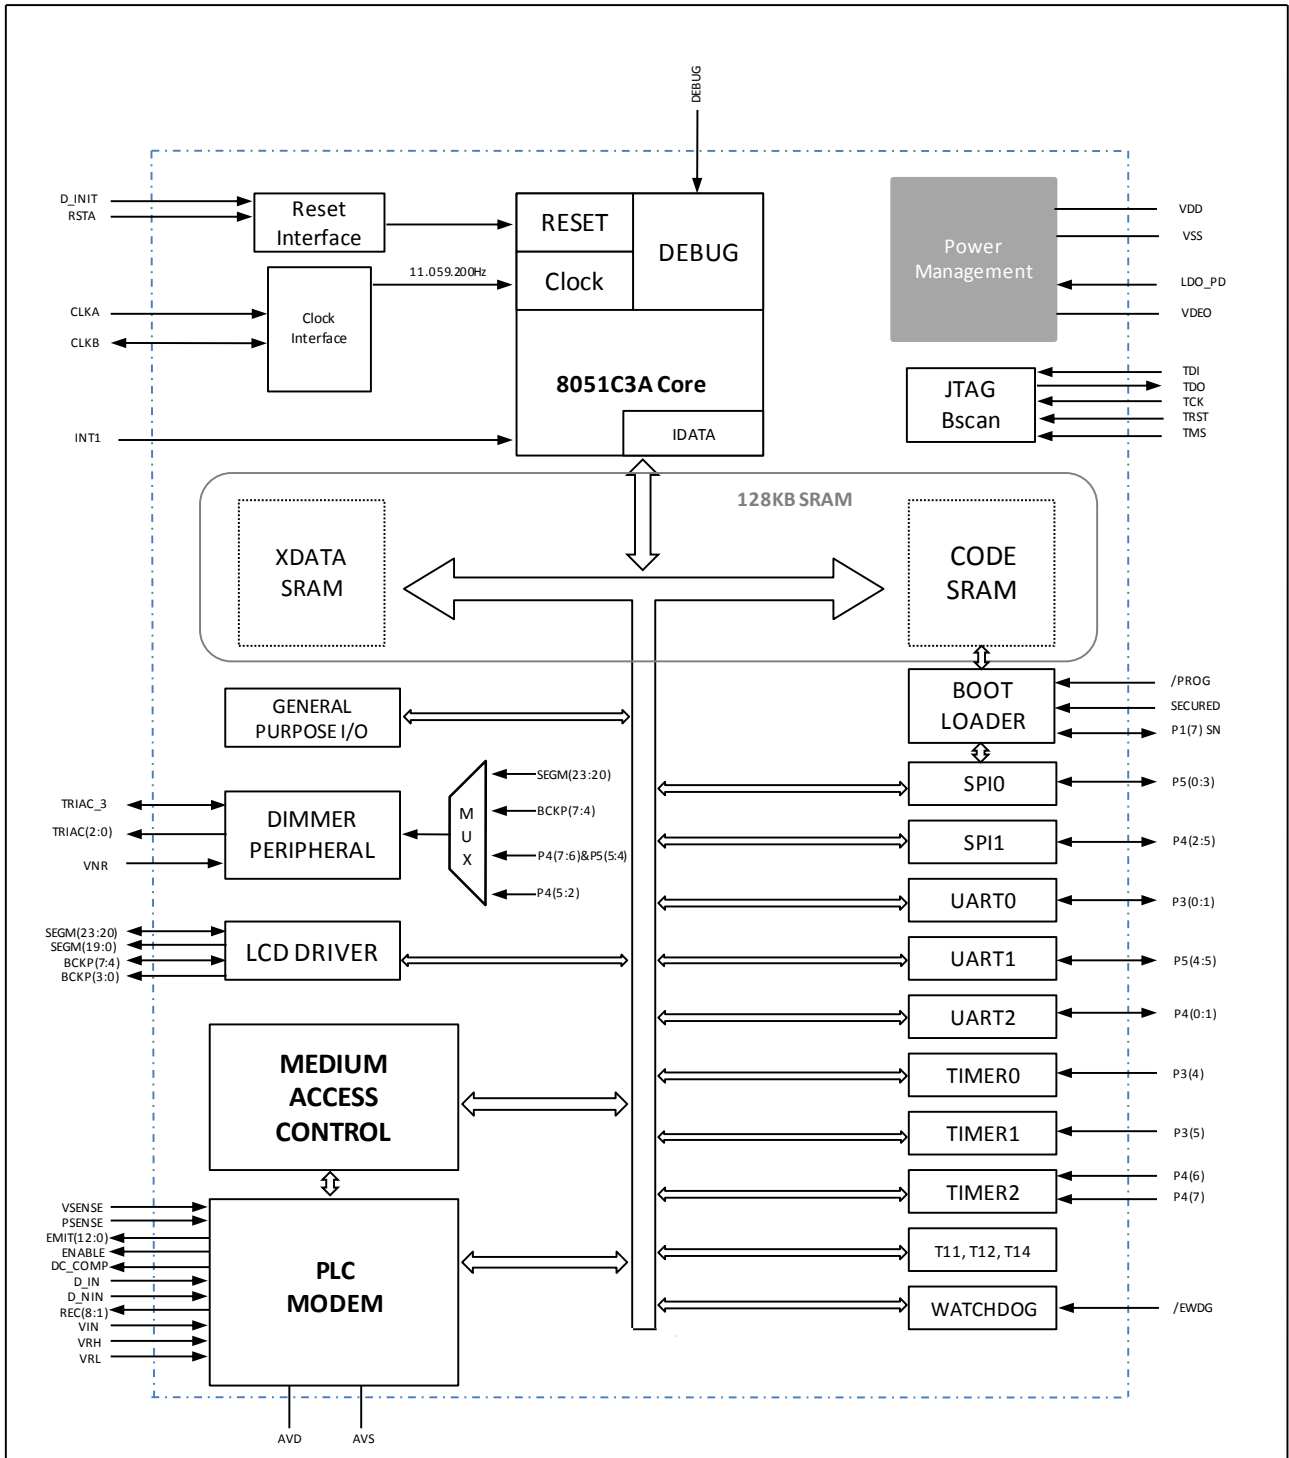 DEBUG
D_INIT
RSTA
Reset
Interface
RESET
DEBUG
Clock
11.059.200Hz
CLKA
CLKB
Clock
Interface
8051C3A Core
IDATA
INT1
Power
Management
VDD
VSS
LDO_PD
VDEO
JTAG
Bscan
TDI
TDO
TCK
TRST
TMS
128KB SRAM
XDATA
SRAM
CODE
SRAM
GENERAL
PURPOSE I/O
BOOT
LOADER
/PROG
SECURED
P1(7) SN
TRIAC_3
TRIAC(2:0)
VNR
DIMMER
PERIPHERAL
M
U
X
SEGM(23:20)
BCKP(7:4)
P4(7:6)&P5(5:4)
P4(5:2)
SPI0
P5(0:3)
SPI1
P4(2:5)
UART0
P3(0:1)
SEGM(23:20)
SEGM(19:0)
BCKP(7:4)
BCKP(3:0)
LCD DRIVER
UART1
P5(4:5)
UART2
P4(0:1)
MEDIUM
ACCESS
CONTROL
TIMER0
P3(4)
TIMER1
P3(5)
TIMER2
P4(6)
P4(7)
VSENSE
PSENSE
EMIT(12:0)
ENABLE
DC_COMP
D_IN
D_NIN
REC(8:1)
VIN
VRH
VRL
PLC
MODEM
T11, T12, T14
WATCHDOG
/EWDG
AVD
AVS